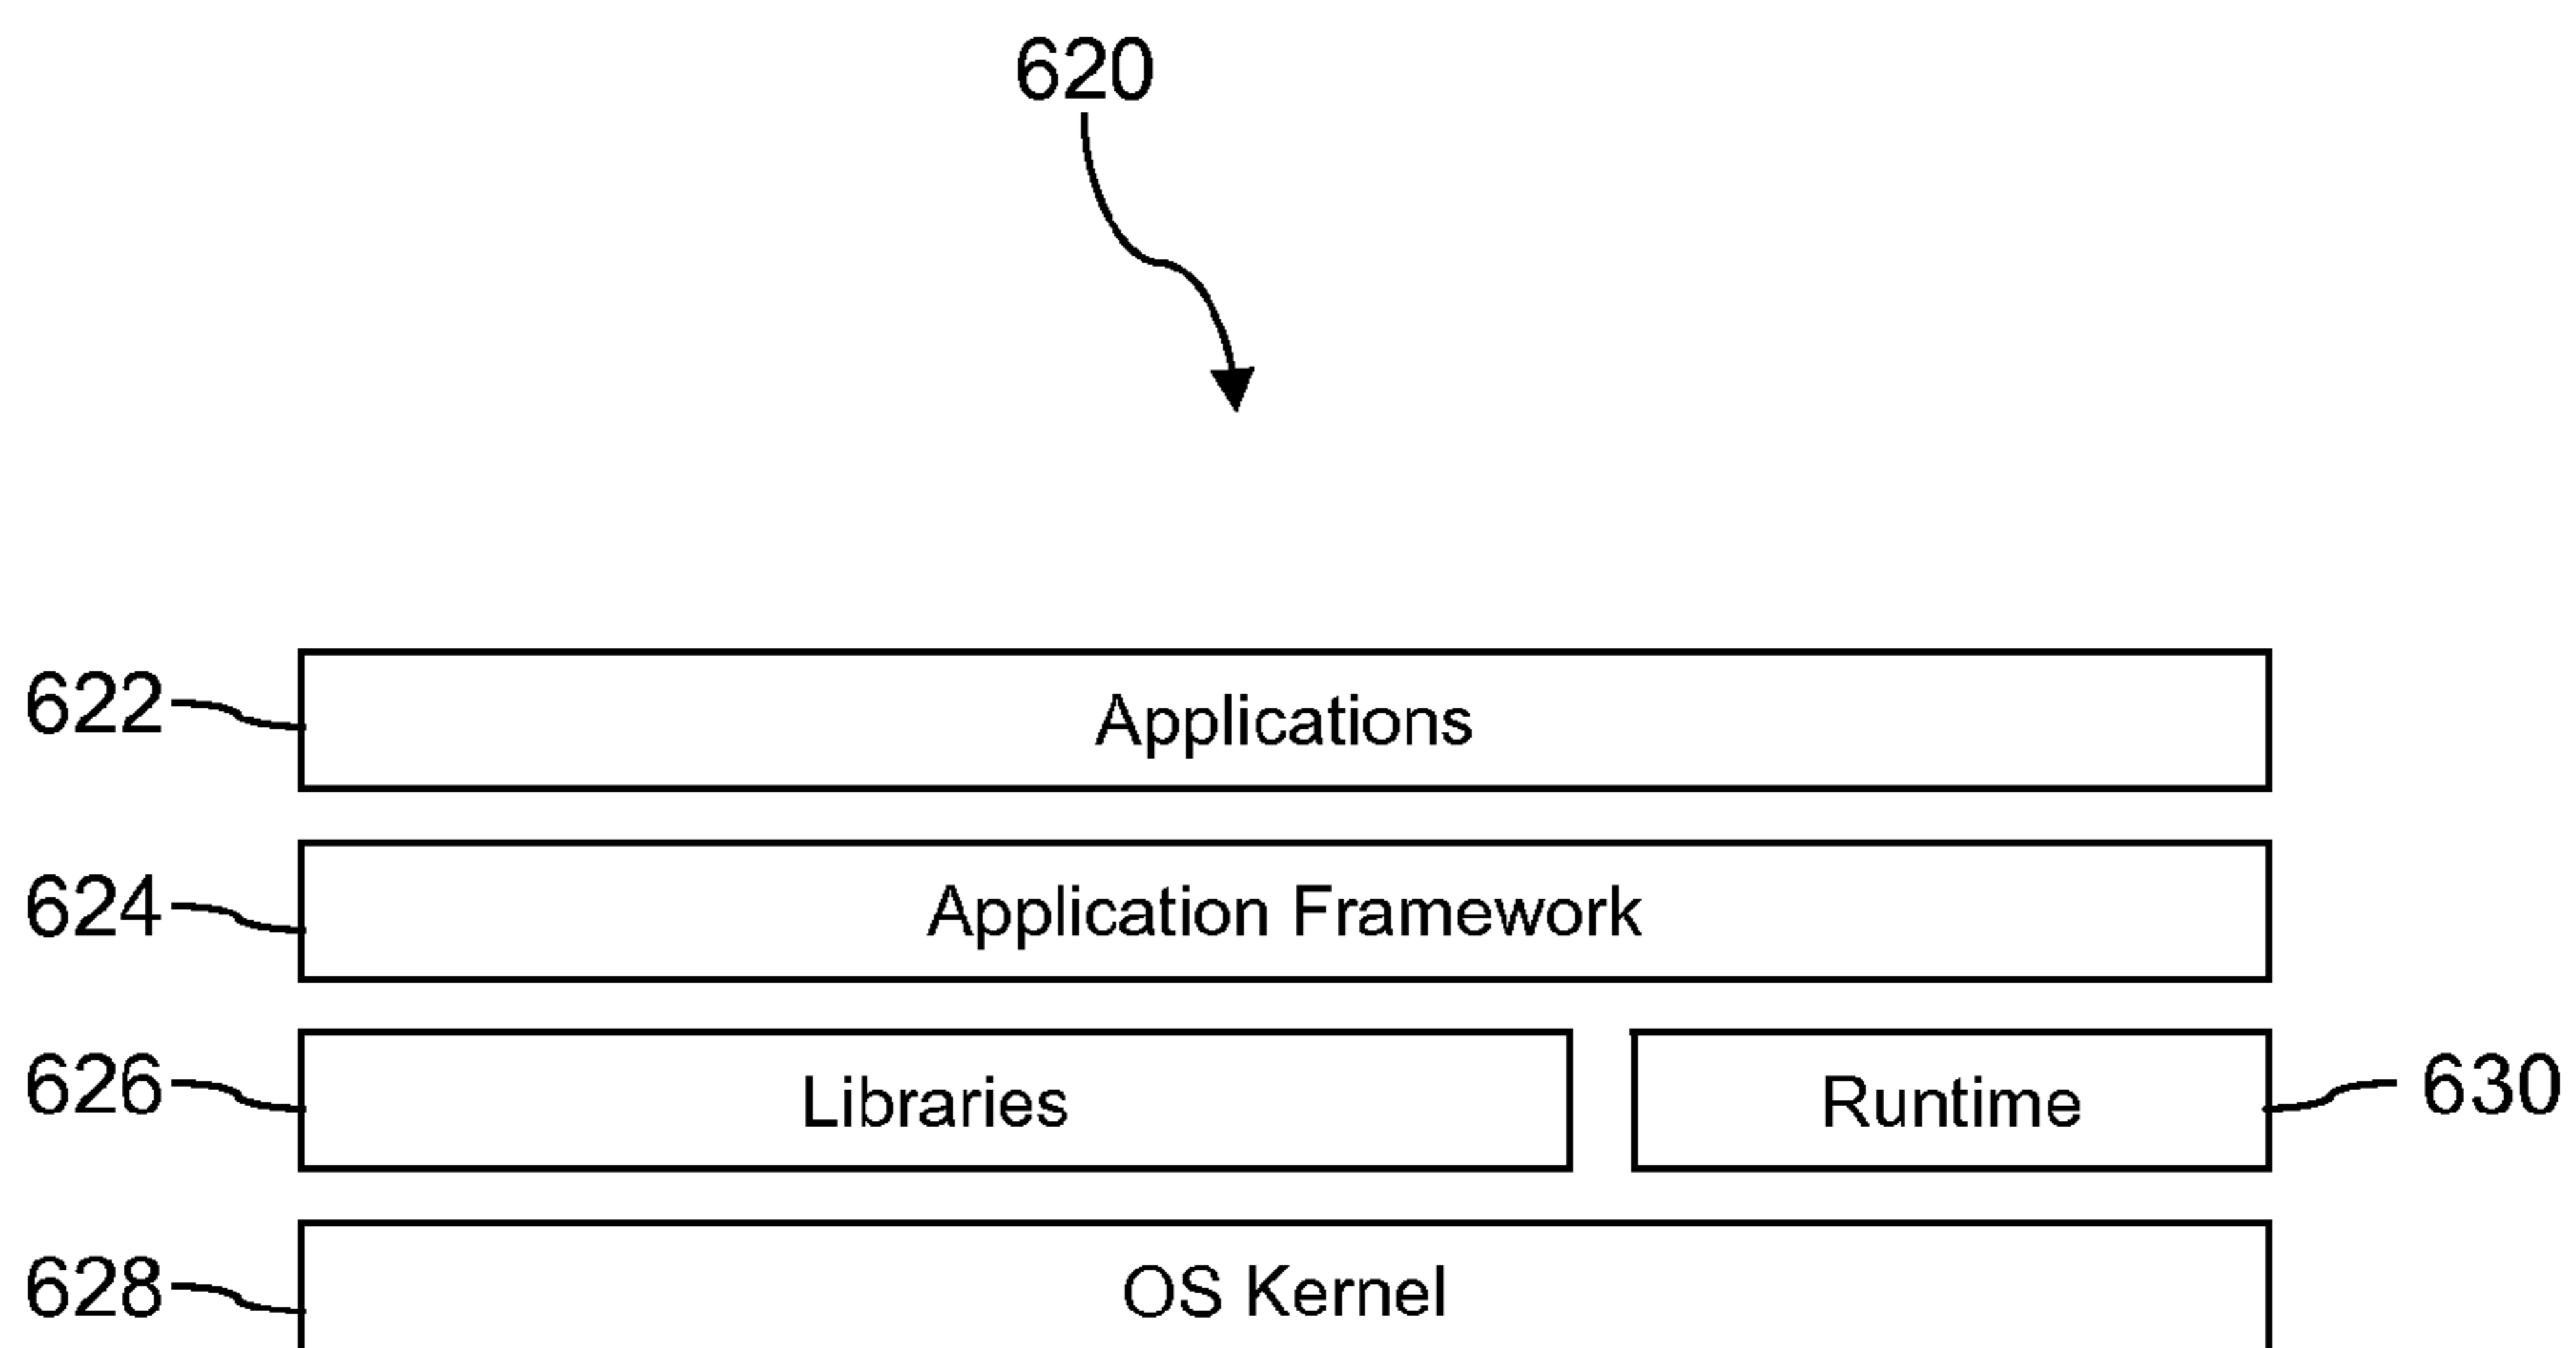 620
622 Applications
624 Application Framework
626 Libraries Runtime 630
628 OS Kernel